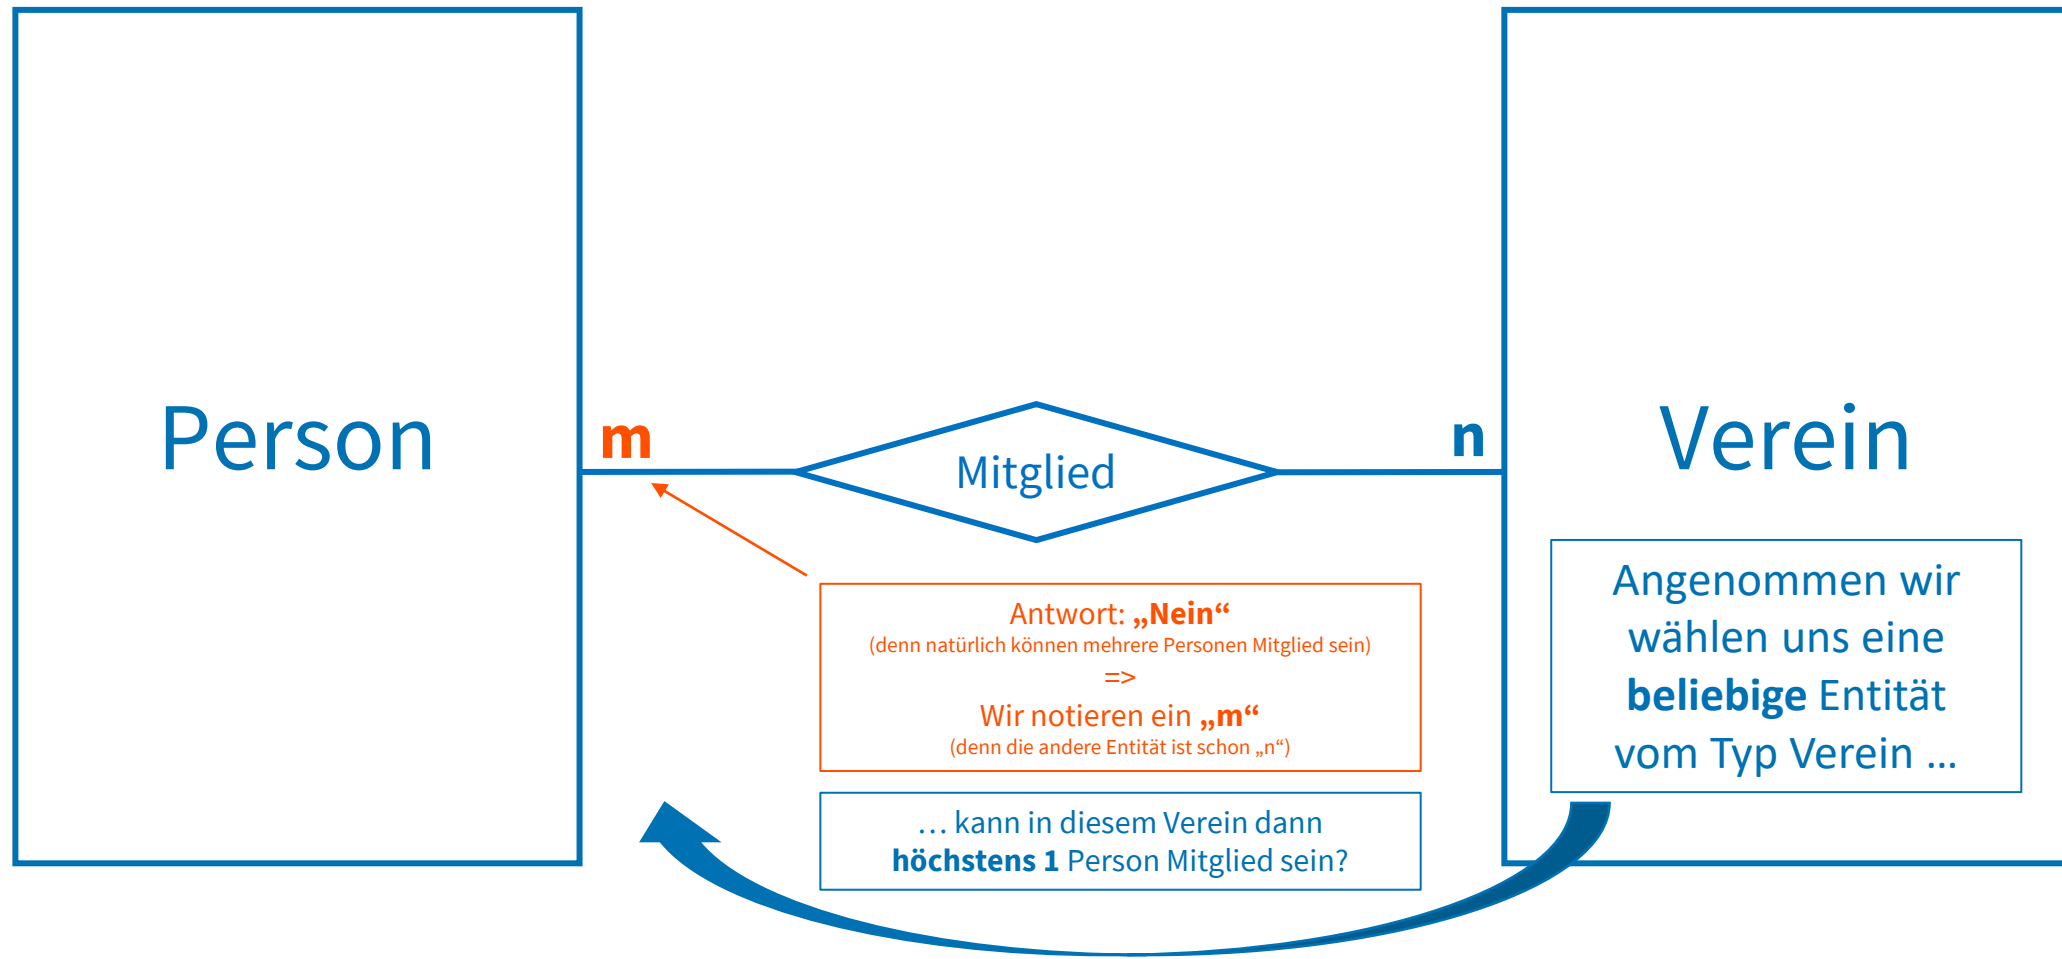 Person
m
Mitglied
n
Verein
Angenommen wir
wählen uns eine
beliebige Entität
vom Typ Verein ...
Antwort: „Nein“
(denn natürlich können mehrere Personen Mitglied sein)
=>
Wir notieren ein „m“
(denn die andere Entität ist schon „n“)
... kann in diesem Verein dann
höchstens 1 Person Mitglied sein?